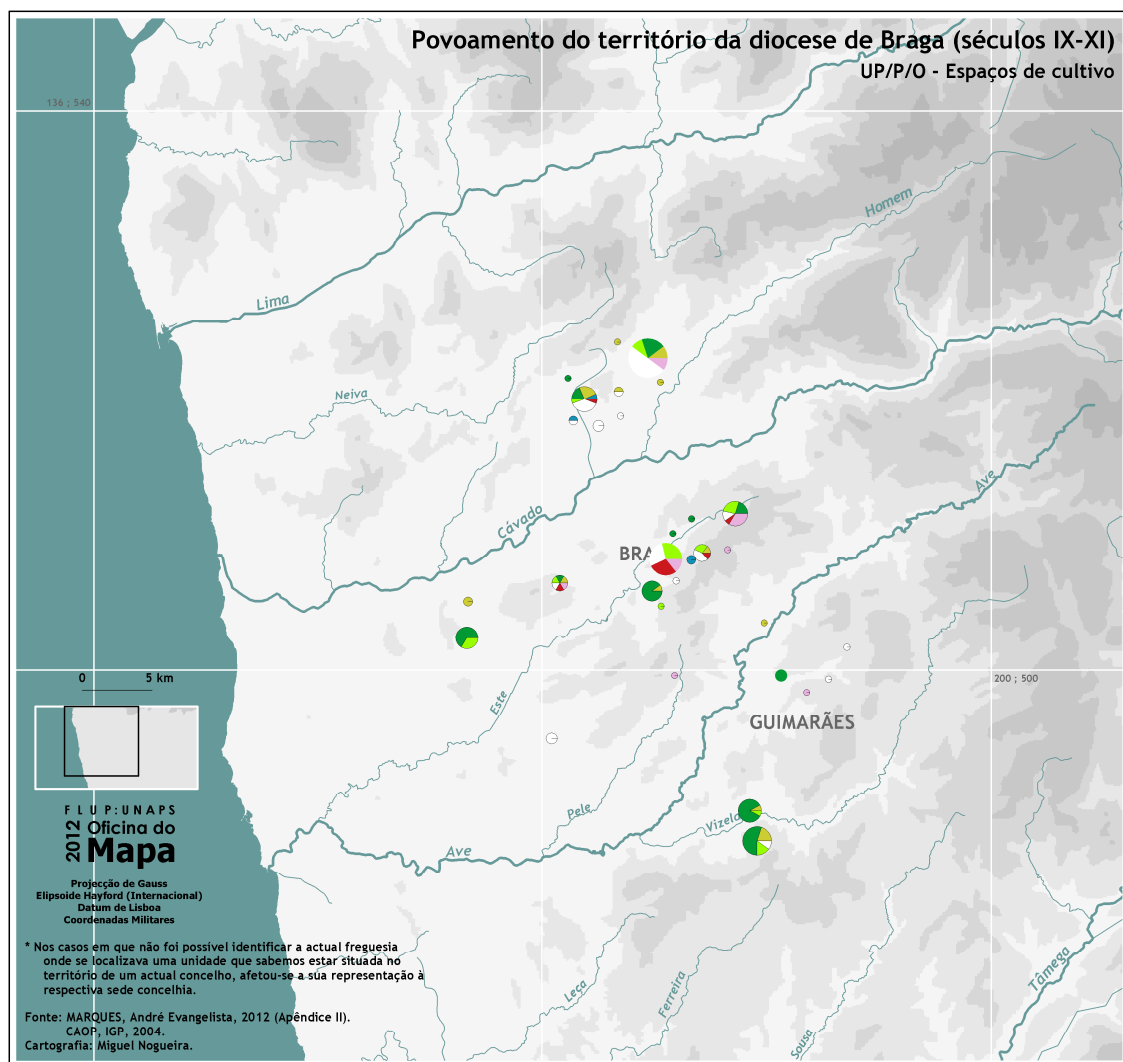 Povoamento do território da diocese de Braga (séculos IX-XI)
UP/P/O - Espaços de cultivo
136 ; 540
Homem
Lima
Neiva
Ave
Cávado
BRA
200 ; 500
0 5 km
Este
GUIMARÃES
Pele
Vizela
Ave
FLUP:UNAPS
2012 Oficina do
Mapa
Projecção de Gauss
Elipsoide Hayford (Internacional)
Datum de Lisboa
Coordenadas Militares
* Nos casos em que não foi possível identificar a actual freguesia
onde se localizava uma unidade que sabemos estar situada no
território de um actual concelho, afetou-se a sua representação à
respectiva sede concelhia.
Leça
Ferreira
Tâmega
Fonte: MARQUES, André Evangelista, 2012 (Apêndice II).
CAOP, IGP, 2004.
Cartografia: Miguel Nogueira.
Sousa